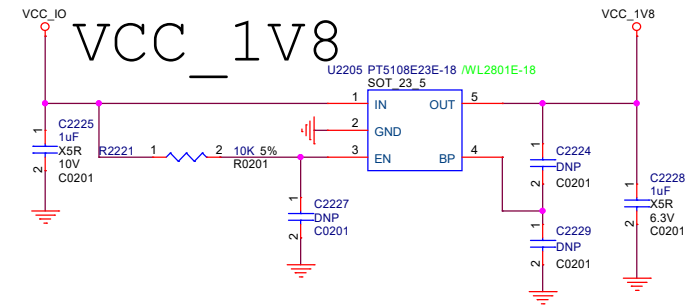 VCC_IO
VCC_1V8
VCC_1V8
U2205 PT5108E23E-18 /WL2801E-18
SOT_23_5
1 IN OUT 5
2 GND
3 EN BP 4
1
2
C2225
1uF
X5R
10V
C0201
R2221 1 2 10K 5%
R0201
1
2
C2227
DNP
C0201
1
2
C2224
DNP
C0201
1
2
C2229
DNP
C0201
1
2
C2228
1uF
X5R
6.3V
C0201